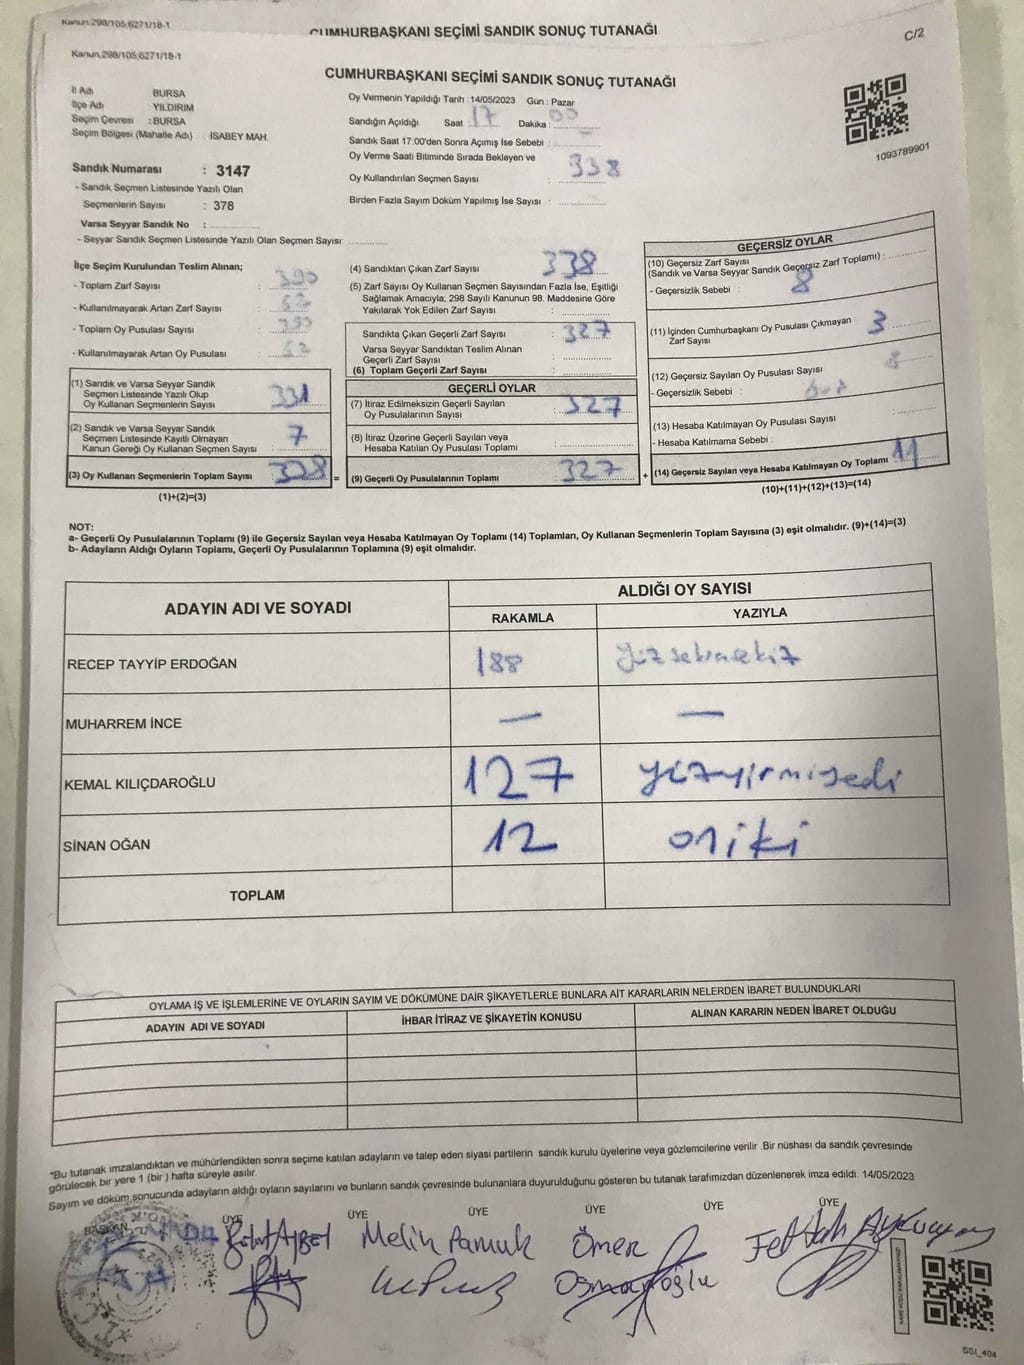 Kanun,298/105,6271/18-1
CUMHURBAŞKANI SEÇİMİ SANDIK SONUÇ TUTANAĞI
C/2
Kanun,298/105,6271/18-1
CUMHURBAŞKANI SEÇİMİ SANDIK SONUÇ TUTANAĞI
İl Adı BURSA
İlçe Adı YILDIRIM
Seçim Çevresi :BURSA
Seçim Bölgesi (Mahalle Adı) : ISABEY MAH.
Sandık Numarası : 3147
- Sandık Seçmen Listesinde Yazılı Olan
Seçmenlerin Sayısı : 378
Varsa Seyyar Sandık No :
- Seyyar Sandık Seçmen Listesinde Yazılı Olan Seçmen Sayısı:
Oy Vermenin Yapıldığı Tarih :14/05/2023 Gün : Pazar
Sandığın Açıldığı Saat : 17 Dakika : 00
Sandık Saat 17:00'den Sonra Açımış İse Sebebi :
Oy Verme Saati Bitiminde Sırada Bekleyen ve
Oy Kullandırılan Seçmen Sayısı : 338
Birden Fazla Sayım Döküm Yapılmış İse Sayısı :
1093789901
İlçe Seçim Kurulundan Teslim Alınan;
- Toplam Zarf Sayısı :
- Kullanılmayarak Artan Zarf Sayısı : 52
- Toplam Oy Pusulası Sayısı :
- Kullanılmayarak Artan Oy Pusulası : 52
(1) Sandık ve Varsa Seyyar Sandık
Seçmen Listesinde Yazılı Olup
Oy Kullanan Seçmenlerin Sayısı : 331
(2) Sandık ve Varsa Seyyar Sandık
Seçmen Listesinde Kayıtlı Olmayan
Kanun Gereği Oy Kullanan Seçmen Sayısı : 7
(3) Oy Kullanan Seçmenlerin Toplam Sayısı : 338 =
(1)+(2)=(3)
(4) Sandıktan Çıkan Zarf Sayısı : 338
(5) Zarf Sayısı Oy Kullanan Seçmen Sayısından Fazla İse, Eşitliği
Sağlamak Amacıyla; 298 Sayılı Kanunun 98. Maddesine Göre
Yakılarak Yok Edilen Zarf Sayısı :
Sandıkta Çıkan Geçerli Zarf Sayısı : 327
Varsa Seyyar Sandıktan Teslim Alınan
Geçerli Zarf Sayısı :
(6) Toplam Geçerli Zarf Sayısı :
GEÇERLİ OYLAR
(7) İtiraz Edilmeksizin Geçerli Sayılan
Oy Pusulalarının Sayısı : 327
(8) İtiraz Üzerine Geçerli Sayılan veya
Hesaba Katılan Oy Pusulası Toplamı :
(9) Geçerli Oy Pusulalarının Toplamı : 327 +
GEÇERSİZ OYLAR
(10) Geçersiz Zarf Sayısı
(Sandık ve Varsa Seyyar Sandık Geçersiz Zarf Toplamı) :
- Geçersizlik Sebebi : 8
(11) İçinden Cumhurbaşkanı Oy Pusulası Çıkmayan
Zarf Sayısı : 3
(12) Geçersiz Sayılan Oy Pusulası Sayısı : 8
- Geçersizlik Sebebi :
(13) Hesaba Katılmayan Oy Pusulası Sayısı :
- Hesaba Katılmama Sebebi :
(14) Geçersiz Sayılan veya Hesaba Katılmayan Oy Toplamı : 11
(10)+(11)+(12)+(13)=(14)
NOT:
a- Geçerli Oy Pusulalarının Toplamı (9) ile Geçersiz Sayılan veya Hesaba Katılmayan Oy Toplamı (14) Toplamları, Oy Kullanan Seçmenlerin Toplam Sayısına (3) eşit olmalıdır. (9)+(14)=(3)
b- Adayların Aldığı Oyların Toplamı, Geçerli Oy Pusulalarının Toplamına (9) eşit olmalıdır.
ADAYIN ADI VE SOYADI
ALDIĞI OY SAYISI
RAKAMLA YAZIYLA
RECEP TAYYİP ERDOĞAN 188 yüzseksensekiz
MUHARREM İNCE — —
KEMAL KILIÇDAROĞLU 127 yüzyirmiyedi
SİNAN OĞAN 12 oniki
TOPLAM
OYLAMA İŞ VE İŞLEMLERİNE VE OYLARIN SAYIM VE DÖKÜMÜNE DAİR ŞİKAYETLERLE BUNLARA AİT KARARLARIN NELERDEN İBARET BULUNDUKLARI
ADAYIN ADI VE SOYADI İHBAR İTİRAZ VE ŞİKAYETİN KONUSU ALINAN KARARIN NEDEN İBARET OLDUĞU
*Bu tutanak imzalandıktan ve mühürlendikten sonra seçime katılan adayların ve talep eden siyasi partilerin sandık kurulu üyelerine veya gözlemcilerine verilir .Bir nüshası da sandık çevresinde
görülecek bir yere 1 (bir ) hafta süreyle asılır.
Sayım ve döküm sonucunda adayların aldığı oyların sayılarını ve bunların sandık çevresinde bulunanlara duyurulduğunu gösteren bu tutanak tarafımızdan düzenlenerek imza edildi. 14/05/2023
BAŞKAN ÜYE ÜYE ÜYE ÜYE ÜYE ÜYE
Melih Pamuk Ömer
Osmanoğlu
SSI_404